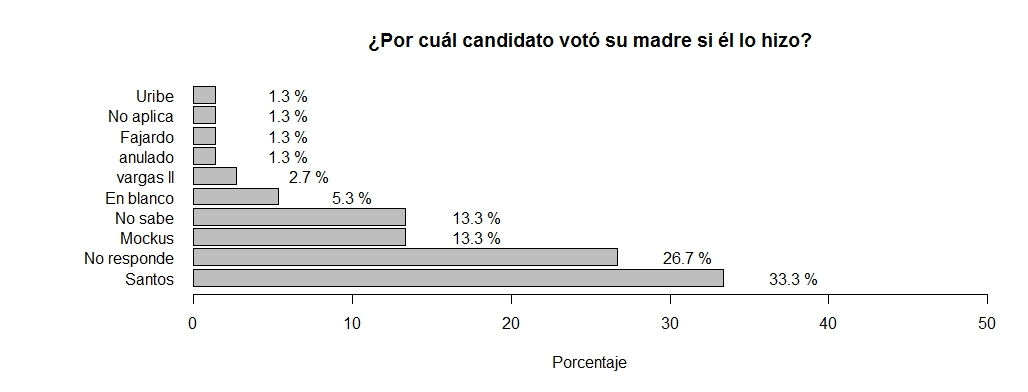 ¿Por cuál candidato votó su madre si él lo hizo?
Uribe 1.3 %
No aplica 1.3 %
Fajardo 1.3 %
anulado 1.3 %
vargas ll 2.7 %
En blanco 5.3 %
No sabe 13.3 %
Mockus 13.3 %
No responde 26.7 %
Santos 33.3 %
0 10 20 30 40 50
Porcentaje